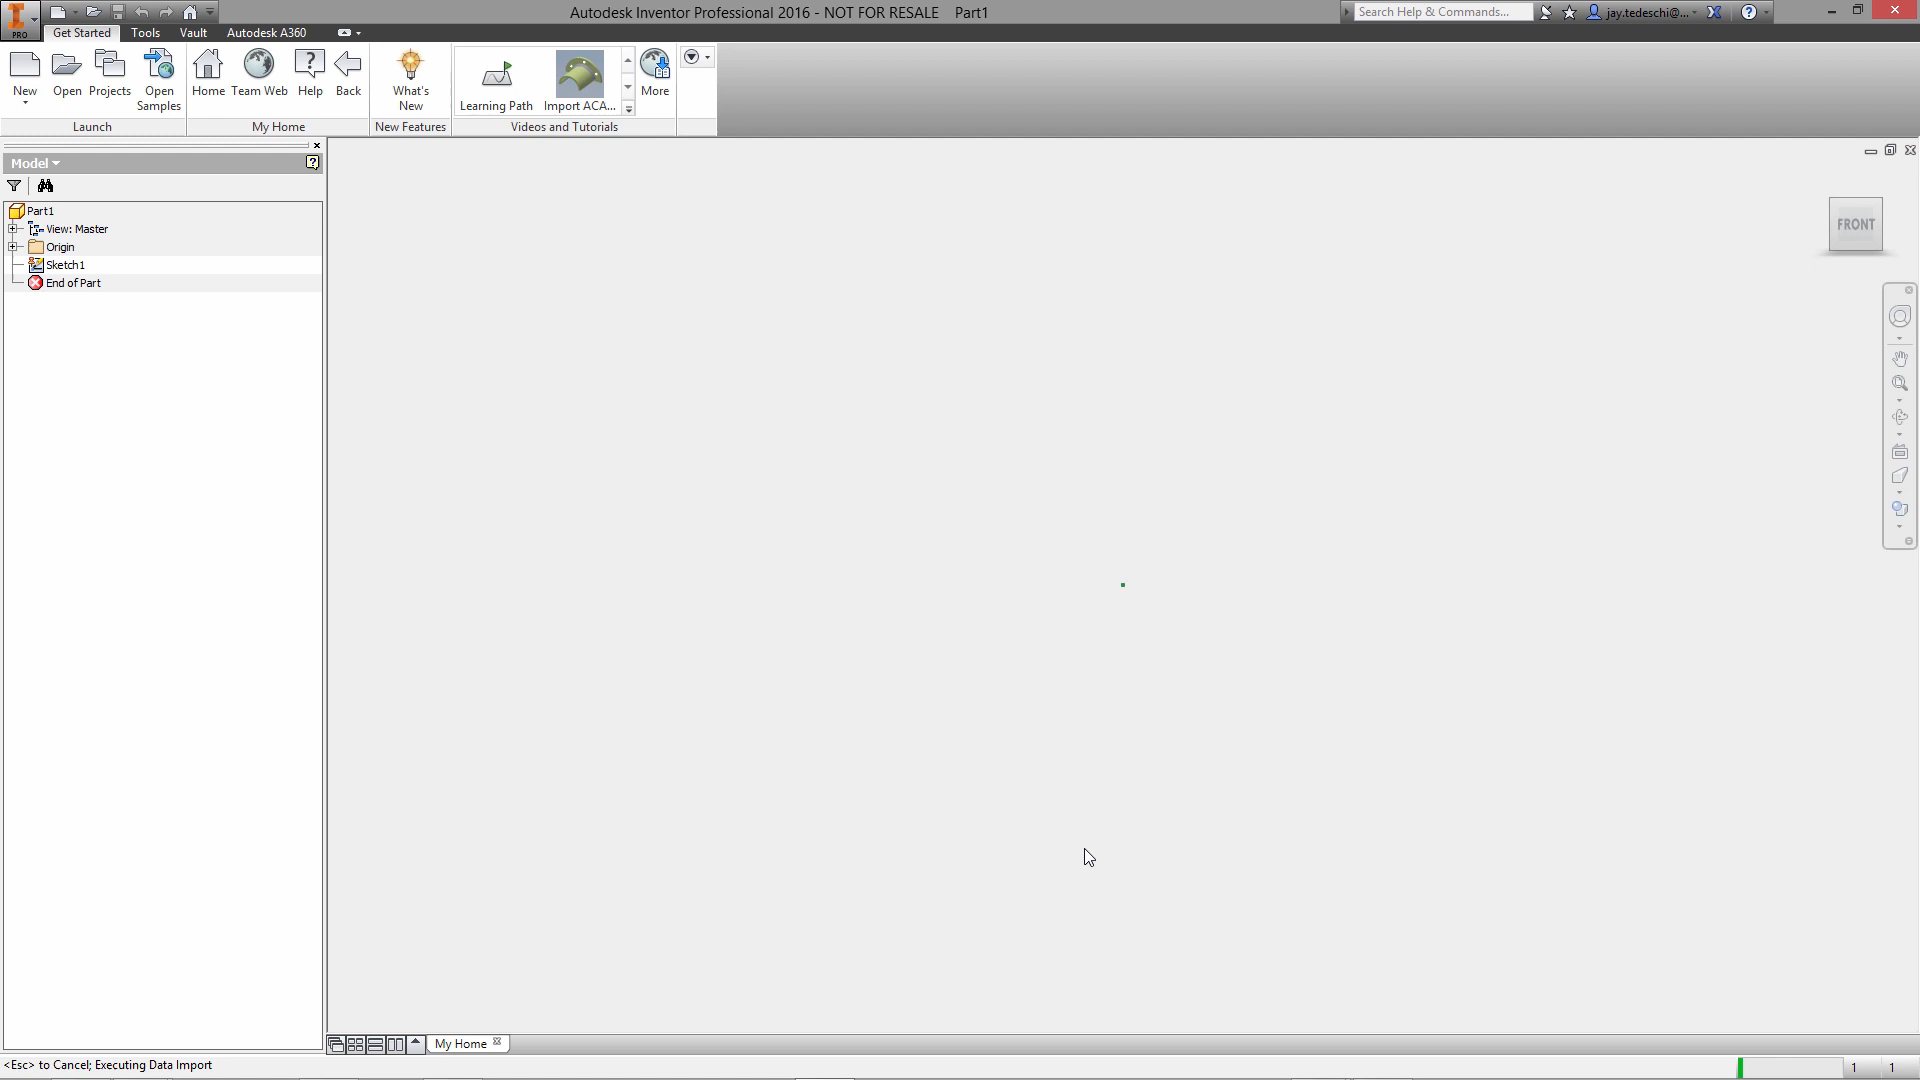 Autodesk Inventor Professional 2016 - NOT FOR RESALE Part1
Search Help & Commands...
jay.tedeschi@...
PRO
Get Started
Tools
Vault
Autodesk A360
New
Open
Projects
Open Samples
Home
Team Web
Help
Back
What's New
Learning Path
Import ACA...
More
Launch
My Home
New Features
Videos and Tutorials
Model
Part1
View: Master
Origin
Sketch1
End of Part
FRONT
My Home
<Esc> to Cancel; Executing Data Import
1 1